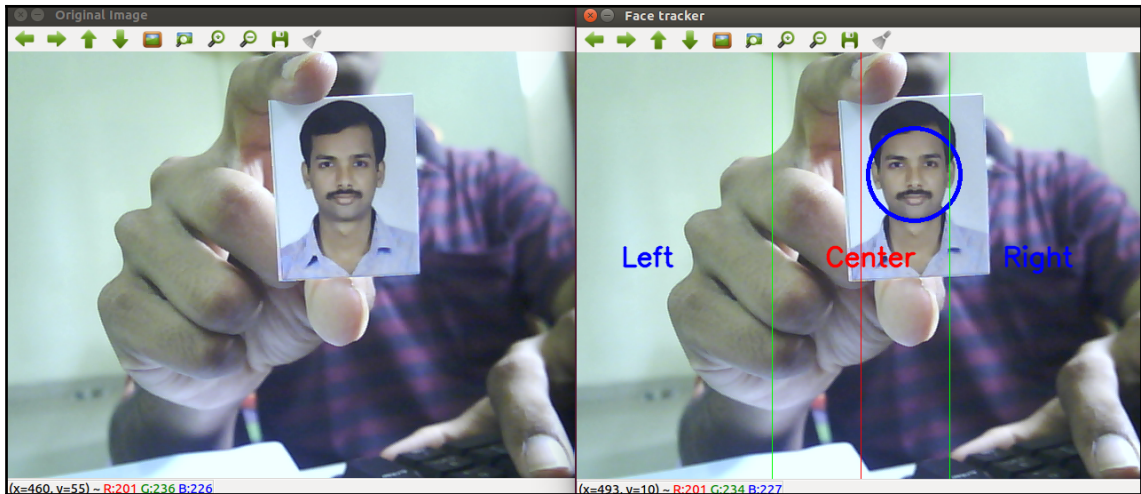 Original Image
Face tracker
Left
Center
Right
(x=460, y=55) ~ R:201 G:236 B:226
(x=493, y=10) ~ R:201 G:234 B:227